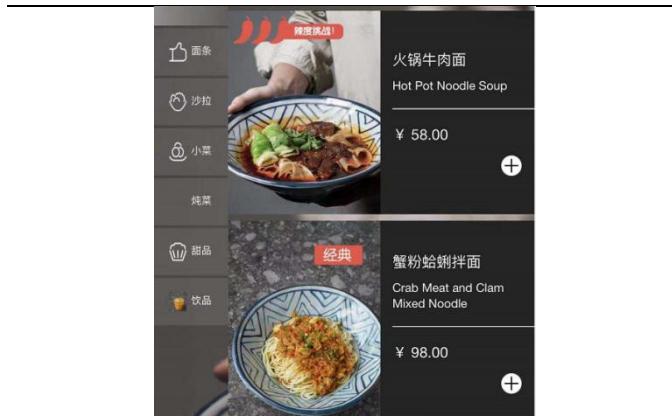 面条
沙拉
小菜
炖菜
甜品
饮品
辣度挑战!
火锅牛肉面
Hot Pot Noodle Soup
¥ 58.00
经典
蟹粉蛤蜊拌面
Crab Meat and Clam
Mixed Noodle
¥ 98.00